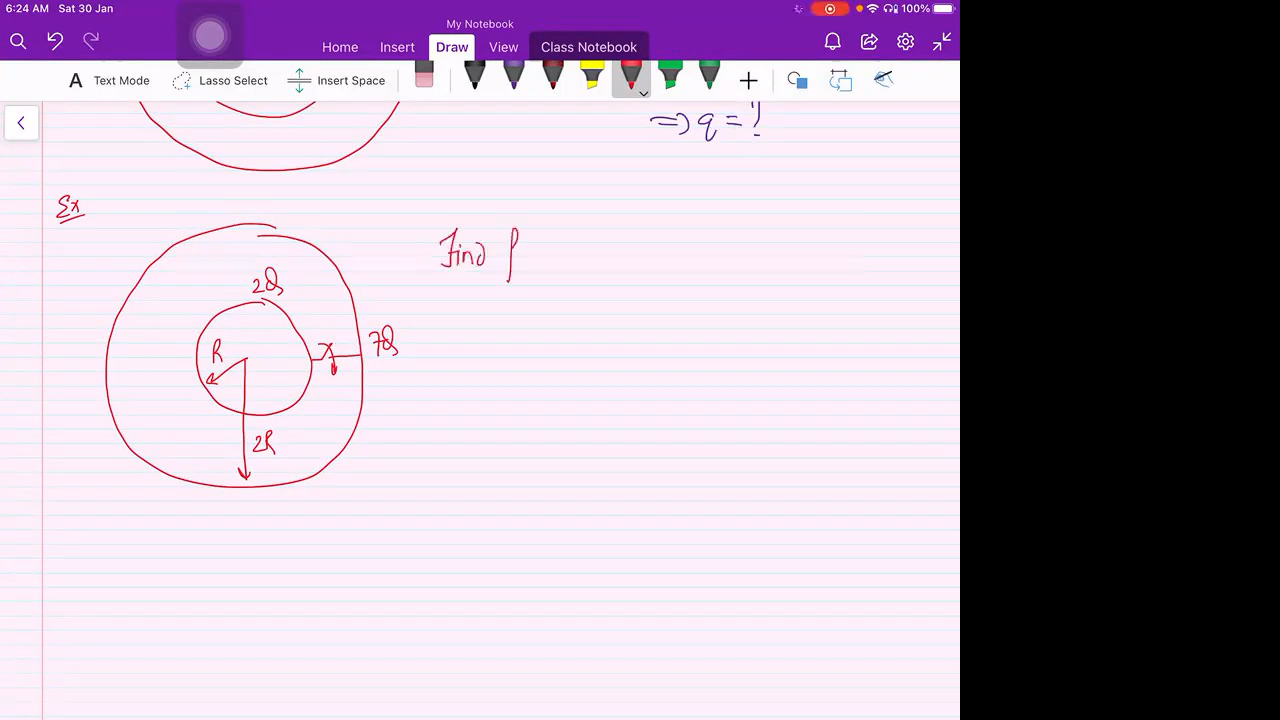 6:24 AM Sat 30 Jan 100%
My Notebook
Home Insert Draw View Class Notebook
A Text Mode Lasso Select Insert Space
⇒ q = ?
Ex
Find
2Q
R
x
7Q
2R